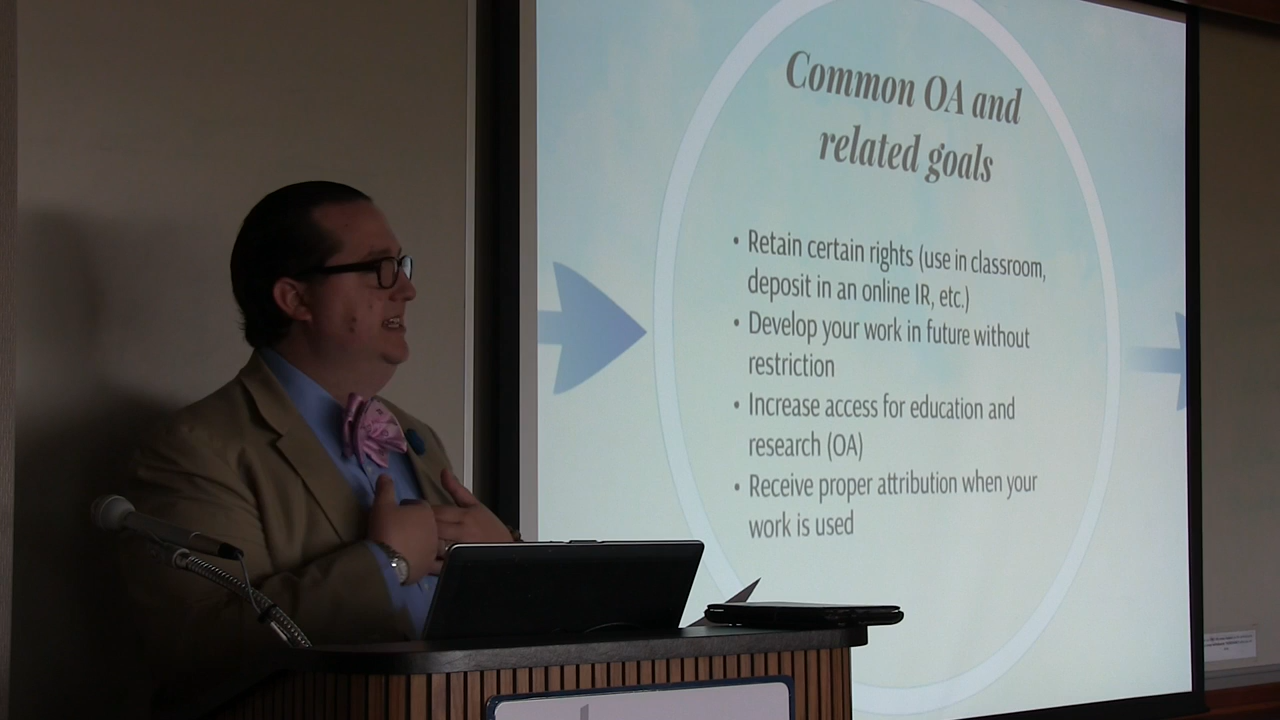 Common OA and
related goals
• Retain certain rights (use in classroom,
deposit in an online IR, etc.)
• Develop your work in future without
restriction
• Increase access for education and
research (OA)
• Receive proper attribution when your
work is used